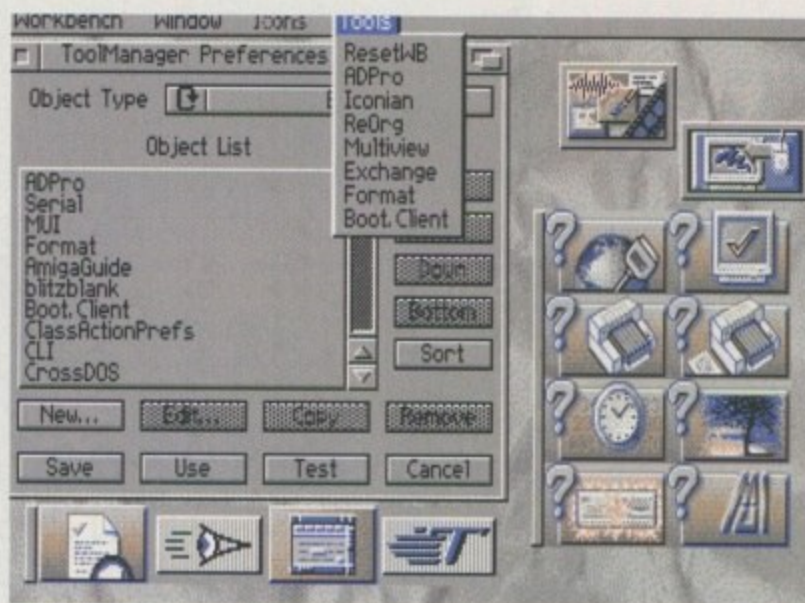 Workbench Window Icons Tools
ToolManager Preferences
ResetWB
ADPro
Iconian
ReOrg
Multiview
Exchange
Format
Boot.Client
Object Type
Object List
ADPro
Serial
MUI
Format
AmigaGuide
blitzblank
Boot.Client
ClassActionPrefs
CLI
CrossDOS
Down
Bottom
Sort
New... Edit... Copy Remove
Save Use Test Cancel